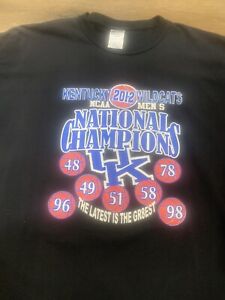 KENTUCKY 2012 WILDCATS
NCAA MEN'S
NATIONAL
CHAMPIONS
UK
48 78
49 58
96 51 98
THE LATEST IS THE GR8EST